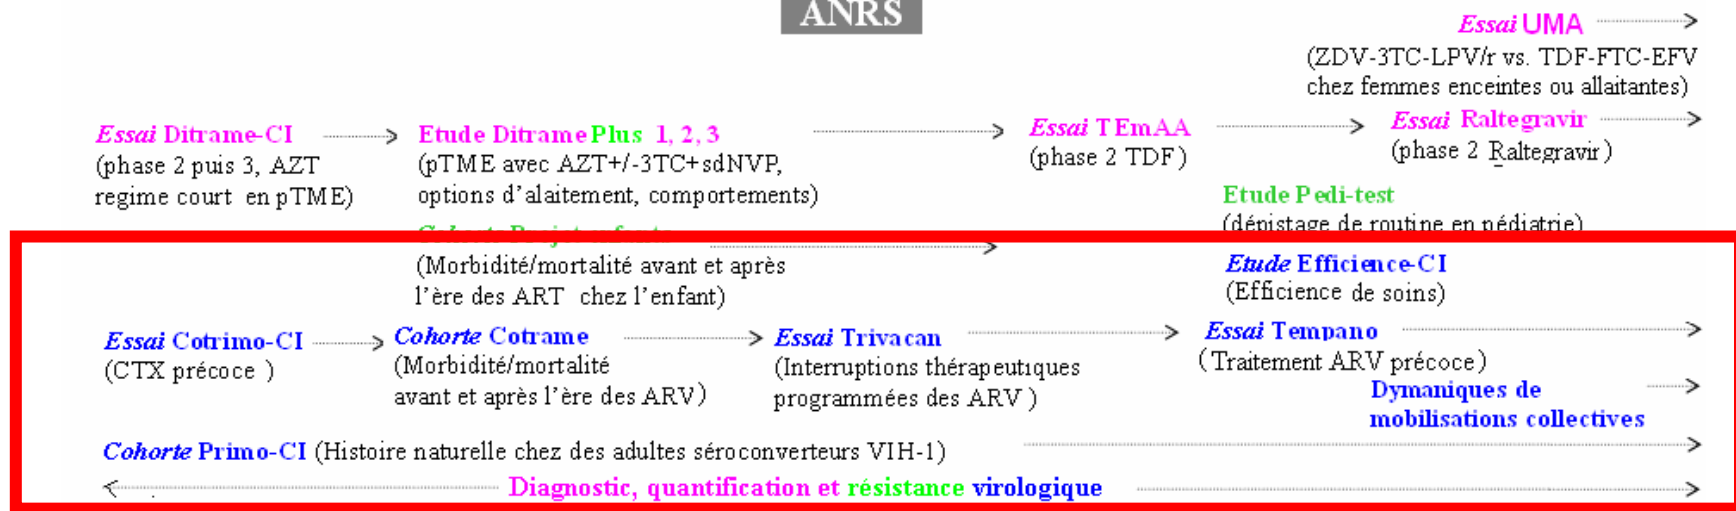 ANRS
Essai UMA
(ZDV-3TC-LPV/r vs. TDF-FTC-EFV
chez femmes enceintes ou allaitantes)
Essai Ditrame-CI
(phase 2 puis 3, AZT
regime court en pTME)
Etude Ditrame Plus 1, 2, 3
(pTME avec AZT+/-3TC+sdNVP,
options d'alaitement, comportements)
Essai TEmAA
(phase 2 TDF)
Essai Raltegravir
(phase 2 Raltegravir)
Etude Pedi-test
(dépistage de routine en pédiatrie)
Cohorte Projet enfants
(Morbidité/mortalité avant et après
l'ère des ART chez l'enfant)
Etude Efficience-CI
(Efficience de soins)
Essai Cotrimo-CI
(CTX précoce )
Cohorte Cotrame
(Morbidité/mortalité
avant et après l'ère des ARV)
Essai Trivacan
(Interruptions thérapeutiques
programmées des ARV )
Essai Tempano
(Traitement ARV précoce)
Dymaniques de
mobilisations collectives
Cohorte Primo-CI (Histoire naturelle chez des adultes séroconverteurs VIH-1)
Diagnostic, quantification et résistance virologique